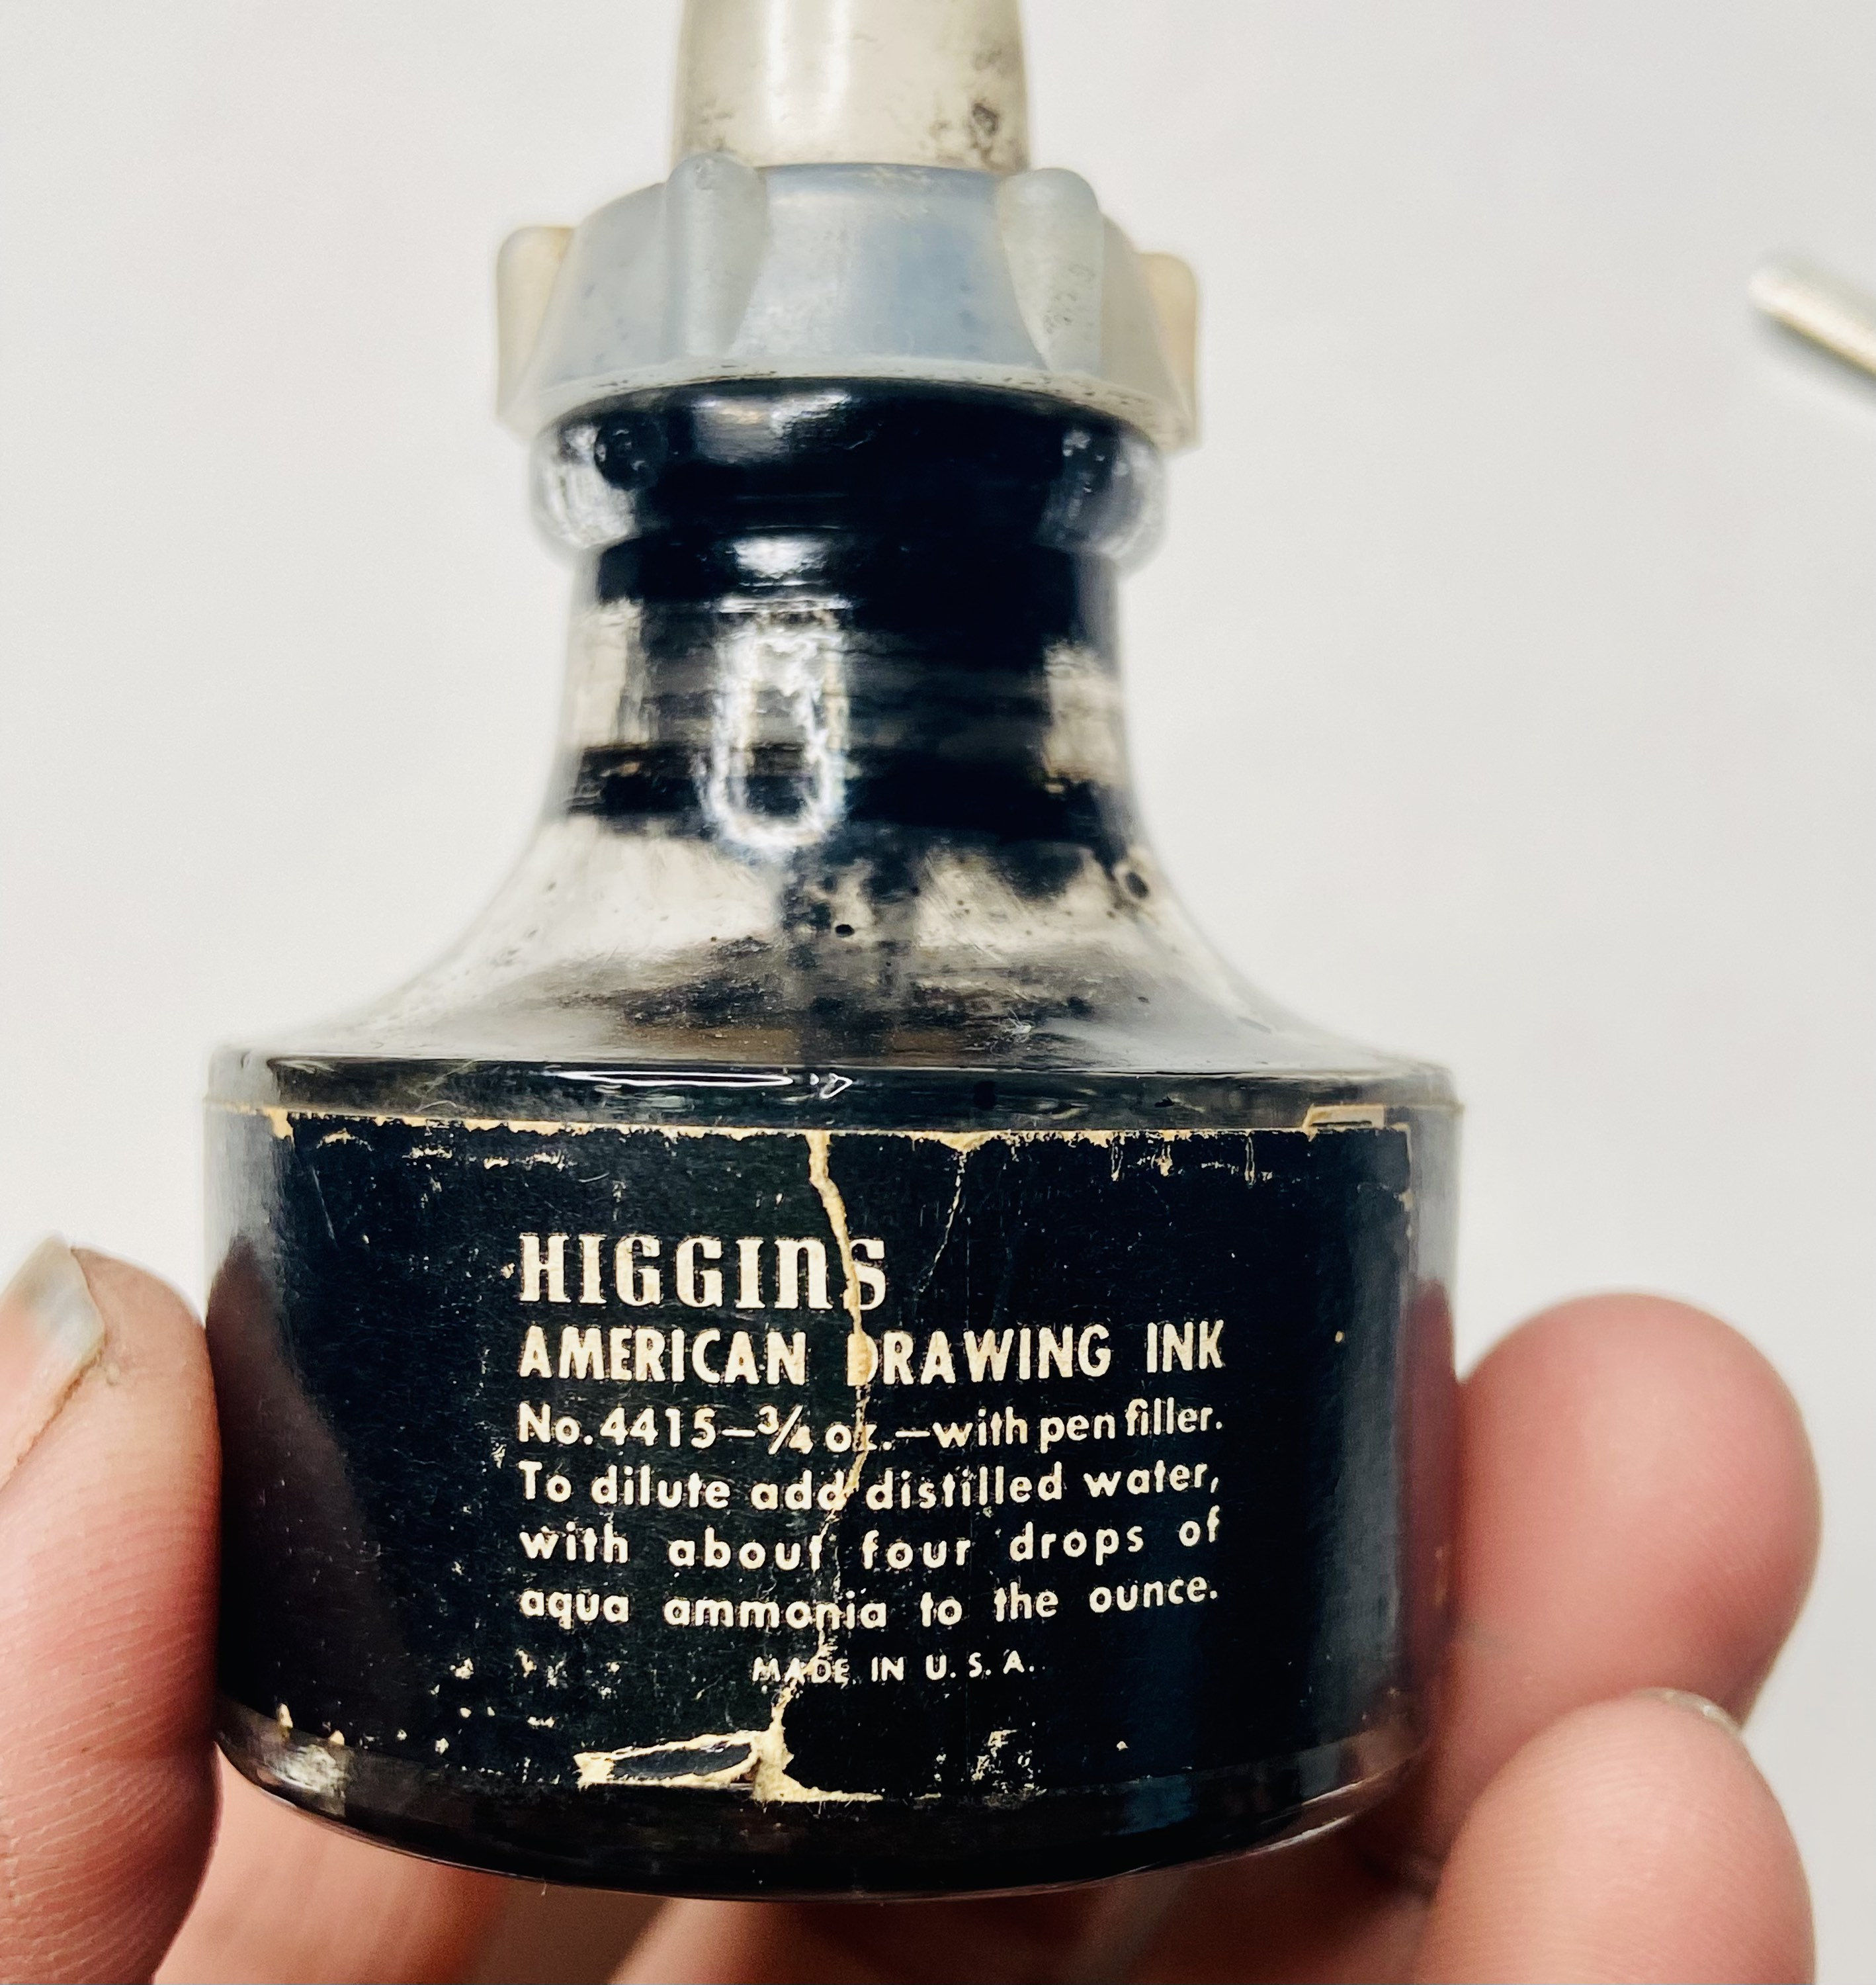 HIGGINS
AMERICAN DRAWING INK
No. 4415—¾ oz.—with pen filler.
To dilute add distilled water,
with about four drops of
aqua ammonia to the ounce.
MADE IN U.S.A.